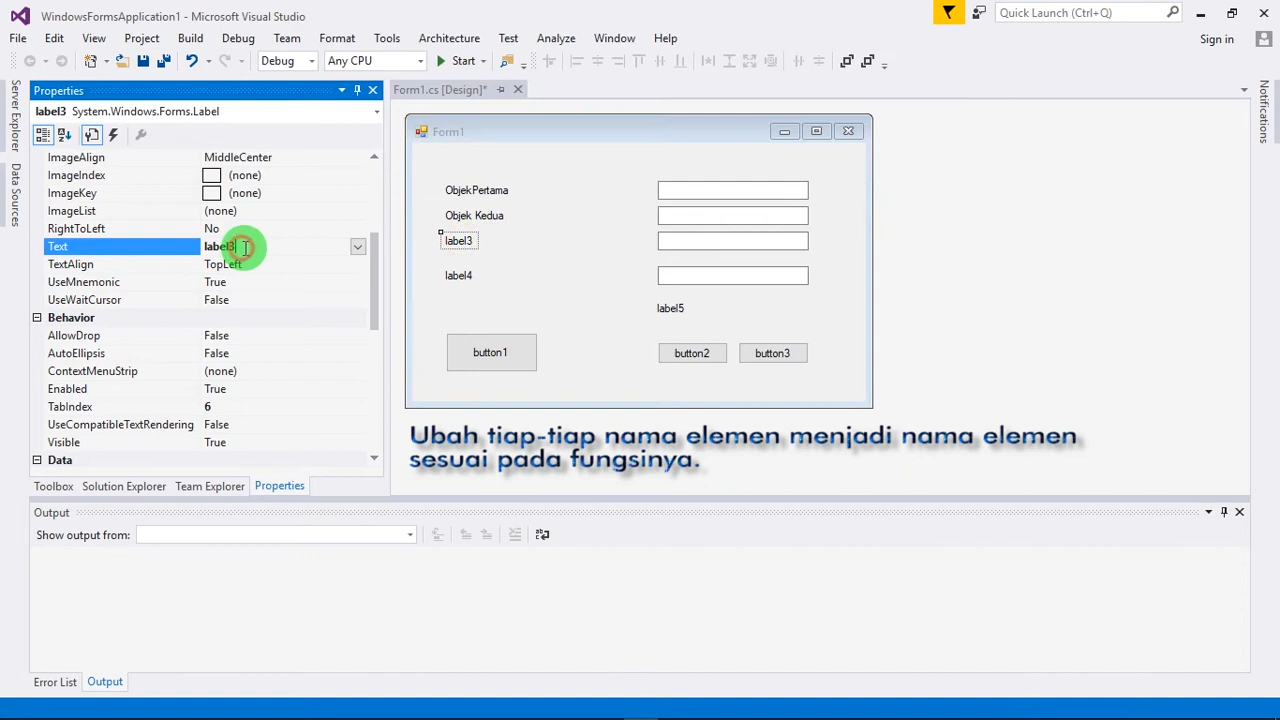 WindowsFormsApplication1 - Microsoft Visual Studio
Quick Launch (Ctrl+Q)
File Edit View Project Build Debug Team Format Tools Architecture Test Analyze Window Help
Sign in
Debug Any CPU Start
Server Explorer
Data Sources
Notifications
Properties
Form1.cs [Design]*
label3 System.Windows.Forms.Label
ImageAlign MiddleCenter
ImageIndex (none)
ImageKey (none)
ImageList (none)
RightToLeft No
Text label3
TextAlign TopLeft
UseMnemonic True
UseWaitCursor False
Behavior
AllowDrop False
AutoEllipsis False
ContextMenuStrip (none)
Enabled True
TabIndex 6
UseCompatibleTextRendering False
Visible True
Data
Toolbox Solution Explorer Team Explorer Properties
Form1
ObjekPertama
Objek Kedua
label3
label4
label5
button1 button2 button3
Ubah tiap-tiap nama elemen menjadi nama elemen
sesuai pada fungsinya.
Output
Show output from:
Error List Output